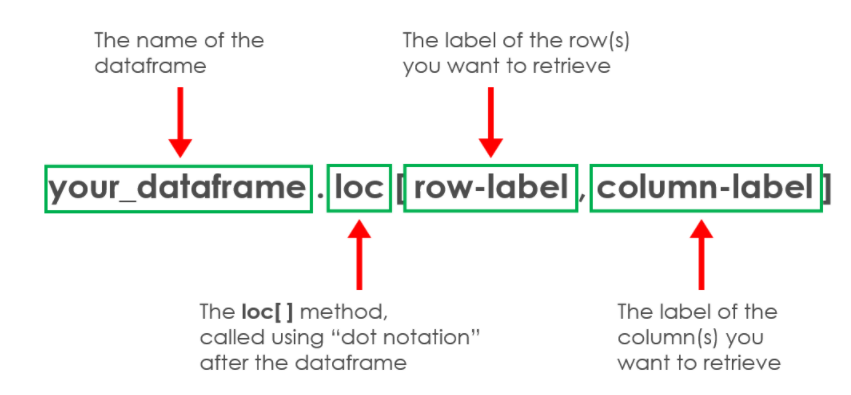 The name of the
dataframe
The label of the row(s)
you want to retrieve
your_dataframe.loc[row-label, column-label]
The loc[ ] method,
called using “dot notation”
after the dataframe
The label of the
column(s) you
want to retrieve